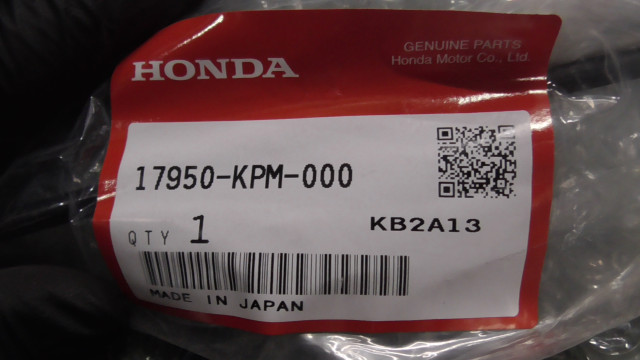 GENUINE PARTS
HONDA
Honda Motor Co., Ltd.
17950-KPM-000
QTY 1
KB2A13
MADE IN JAPAN